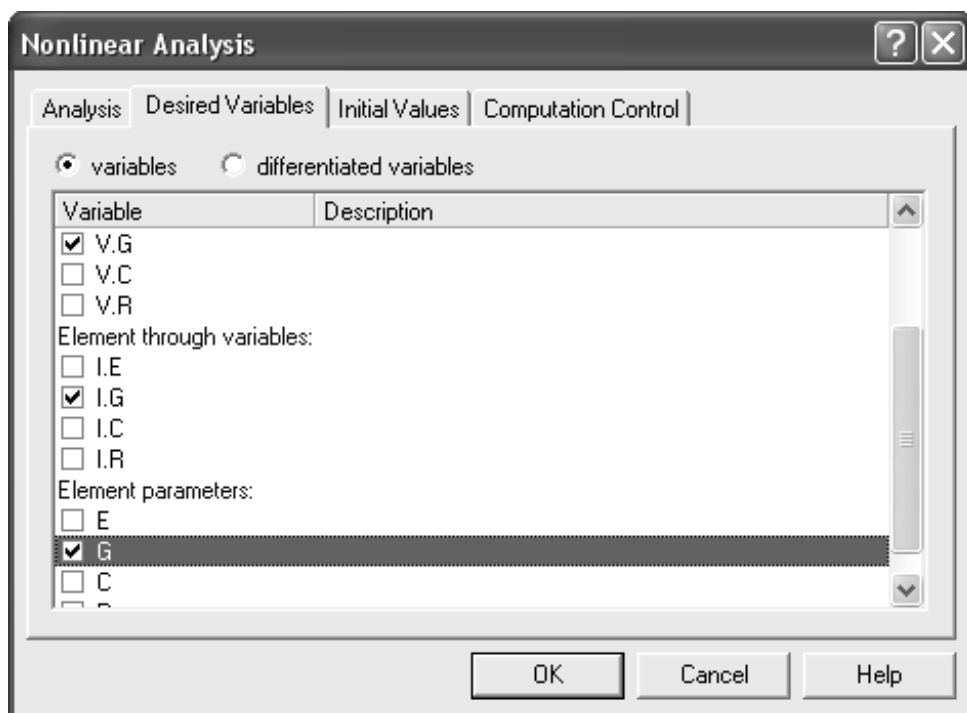 Nonlinear Analysis
Analysis Desired Variables Initial Values Computation Control
variables differentiated variables
Variable Description
V.G
V.C
V.R
Element through variables:
I.E
I.G
I.C
I.R
Element parameters:
E
G
C
OK Cancel Help